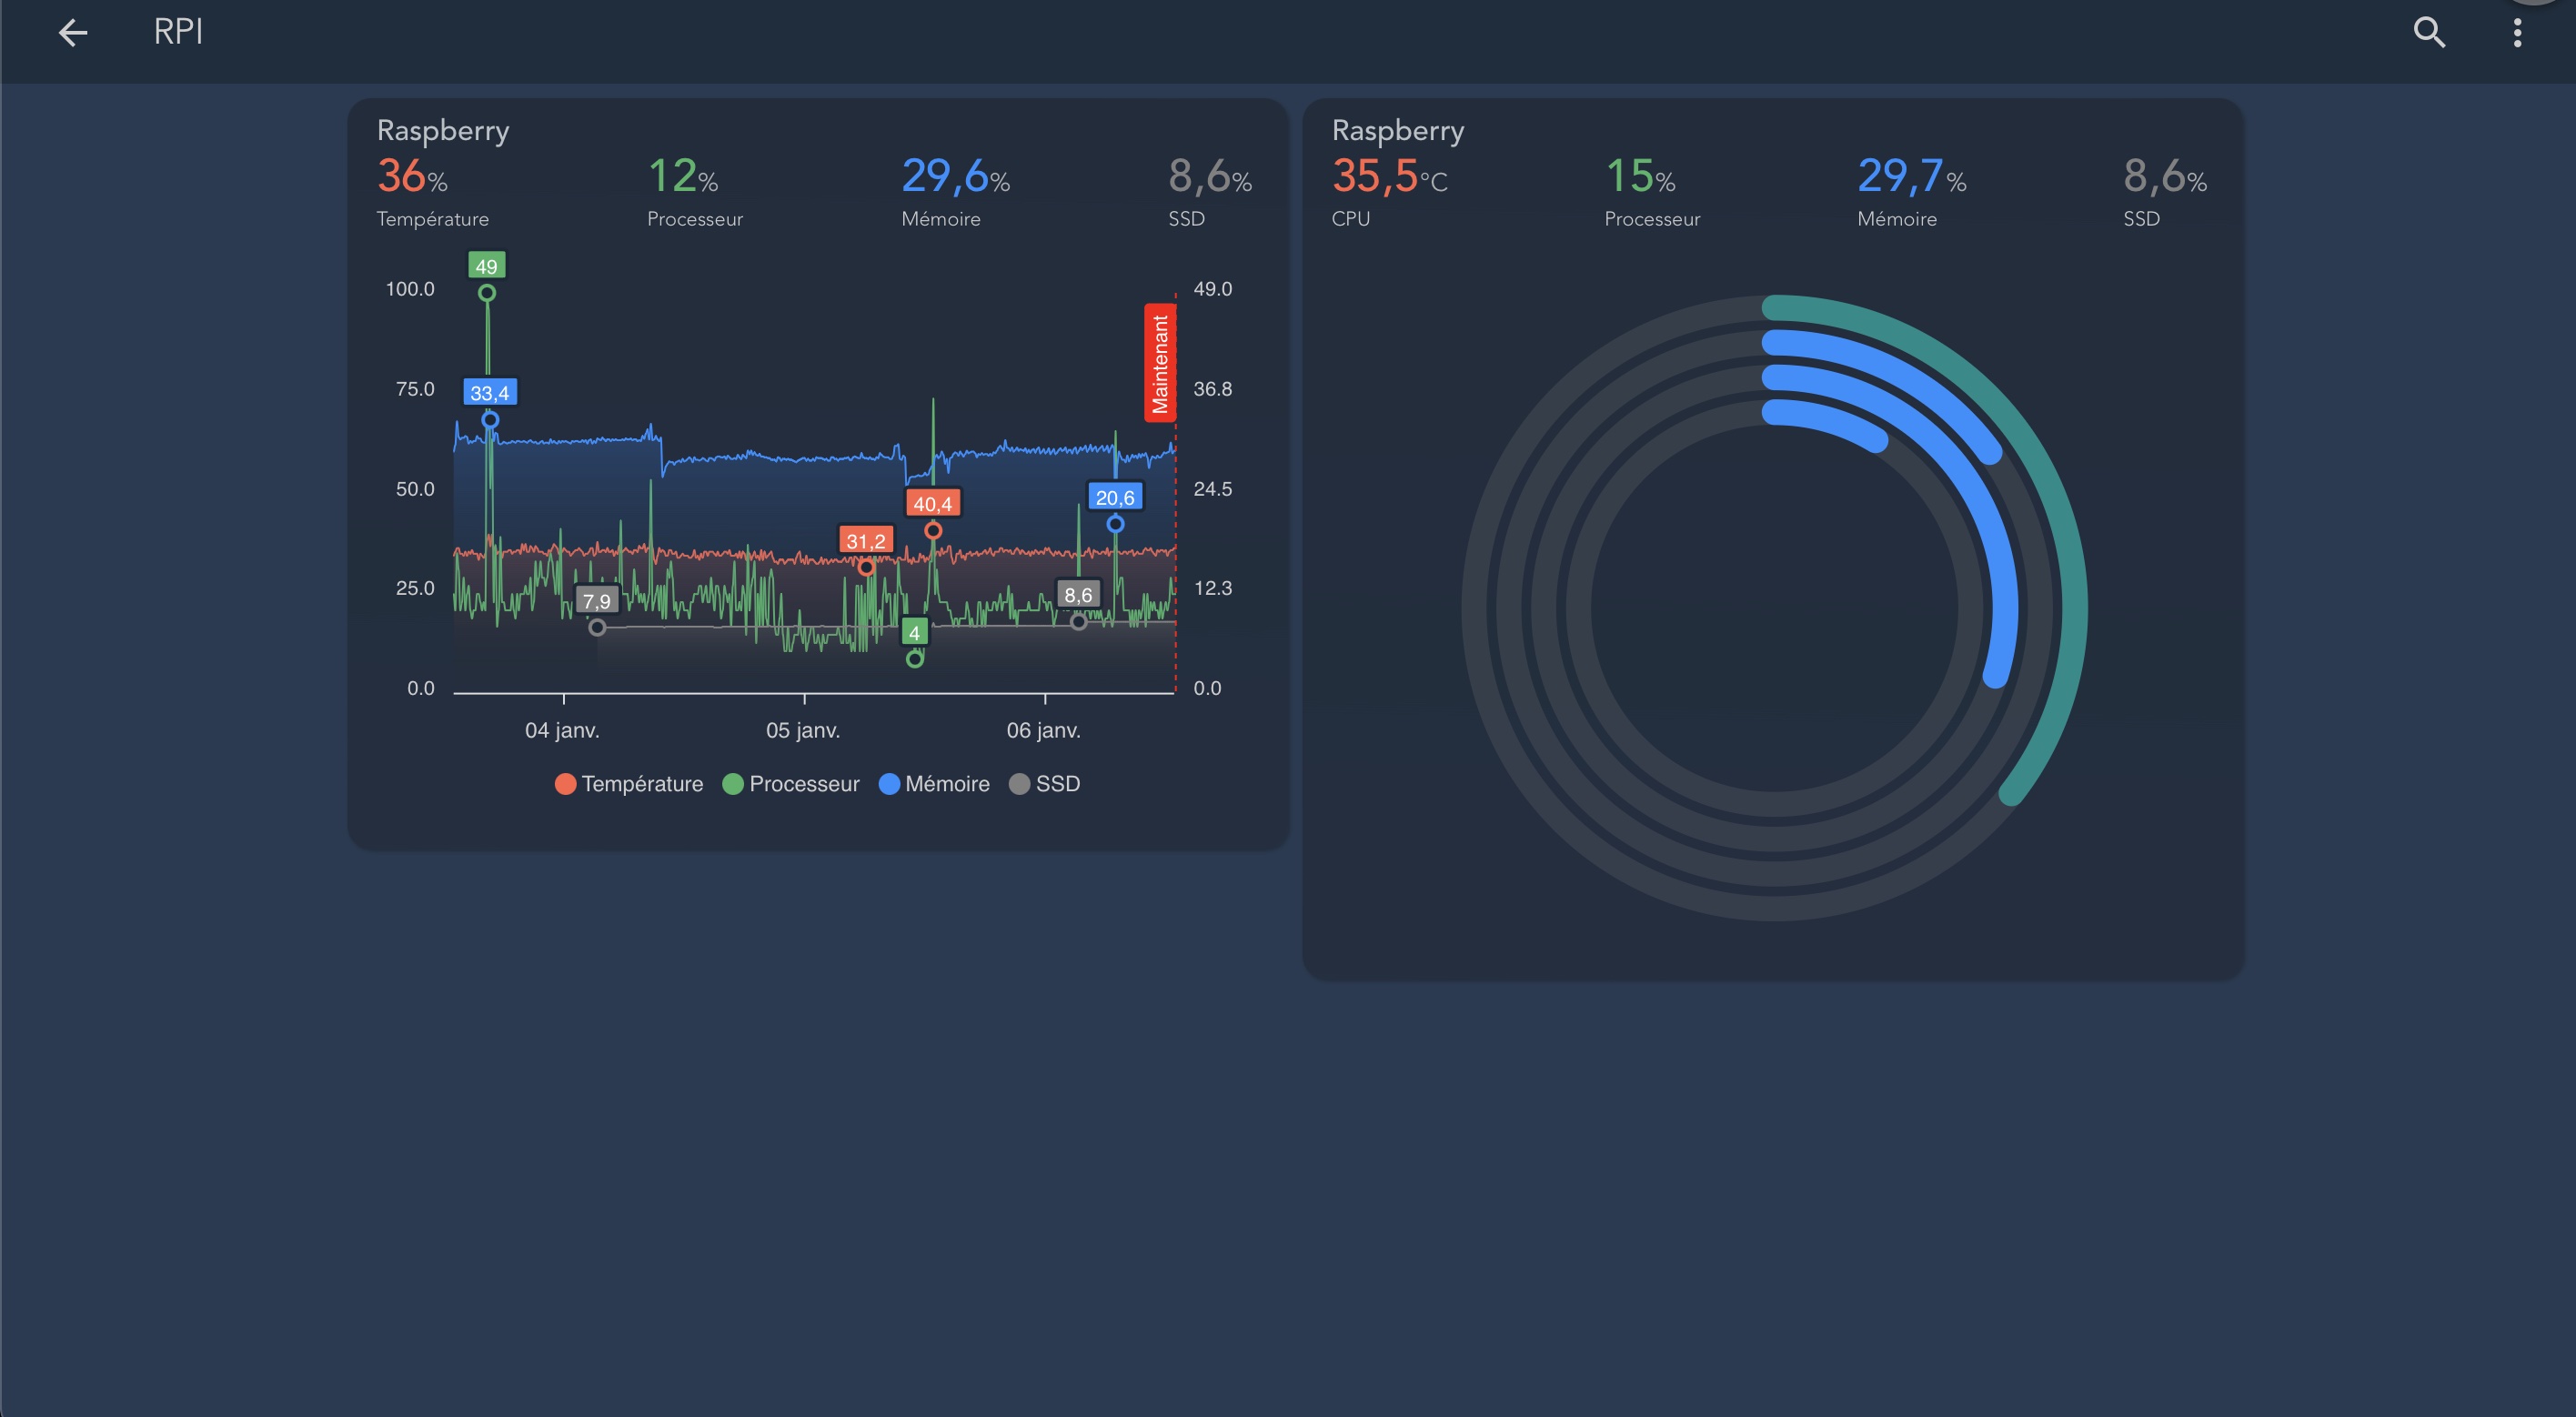 RPI
Raspberry
36% 12% 29,6% 8,6%
Température Processeur Mémoire SSD
49
100.0 49.0
Maintenant
75.0 36.8
33,4
50.0 24.5
40,4 20,6
31,2
25.0 12.3
7,9 8,6
4
0.0 0.0
04 janv. 05 janv. 06 janv.
Température Processeur Mémoire SSD
Raspberry
35,5°C 15% 29,7% 8,6%
CPU Processeur Mémoire SSD